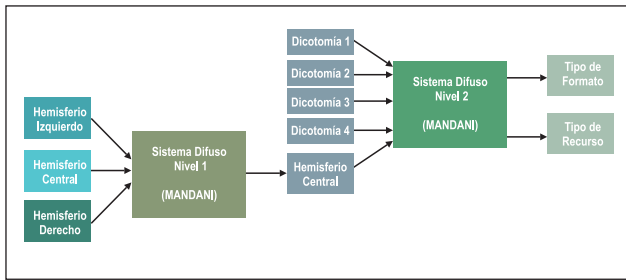 Hemisferio
Izquierdo
Hemisferio
Central
Hemisferio
Derecho
Sistema Difuso
Nivel 1
(MANDANI)
Dicotomía 1
Dicotomía 2
Dicotomía 3
Dicotomía 4
Hemisferio
Central
Sistema Difuso
Nivel 2
(MANDANI)
Tipo de
Formato
Tipo de
Recurso